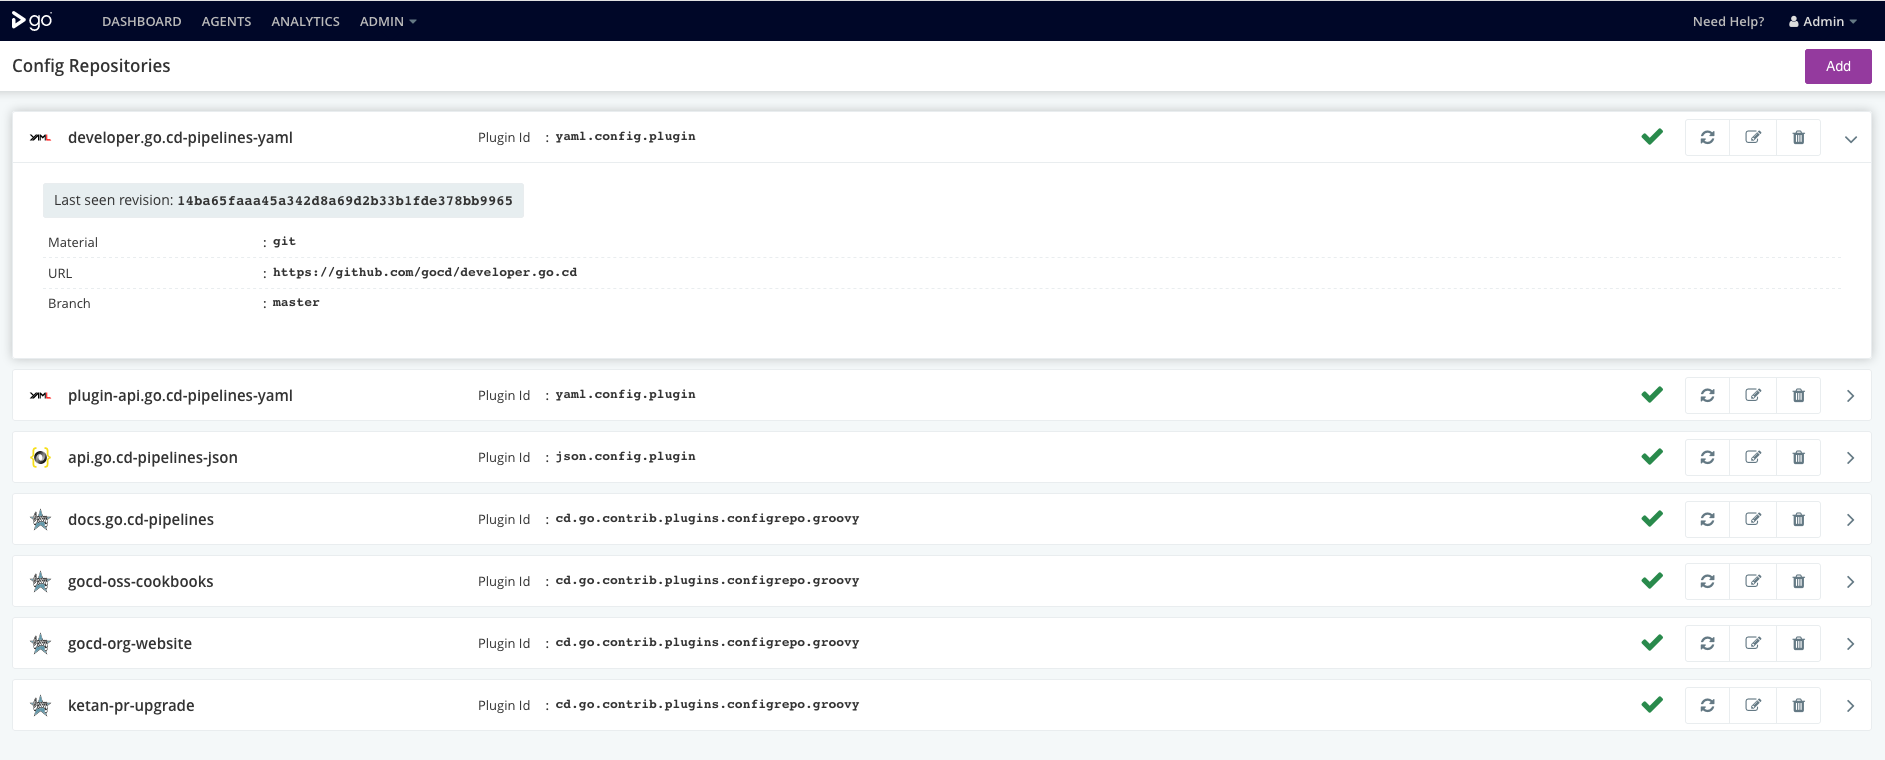 go
DASHBOARD AGENTS ANALYTICS ADMIN Need Help? Admin
Config Repositories Add
YAML developer.go.cd-pipelines-yaml Plugin Id : yaml.config.plugin
Last seen revision: 14ba65faaa45a342d8a69d2b33b1fde378bb9965
Material : git
URL : https://github.com/gocd/developer.go.cd
Branch : master
YAML plugin-api.go.cd-pipelines-yaml Plugin Id : yaml.config.plugin
api.go.cd-pipelines-json Plugin Id : json.config.plugin
docs.go.cd-pipelines Plugin Id : cd.go.contrib.plugins.configrepo.groovy
gocd-oss-cookbooks Plugin Id : cd.go.contrib.plugins.configrepo.groovy
gocd-org-website Plugin Id : cd.go.contrib.plugins.configrepo.groovy
ketan-pr-upgrade Plugin Id : cd.go.contrib.plugins.configrepo.groovy